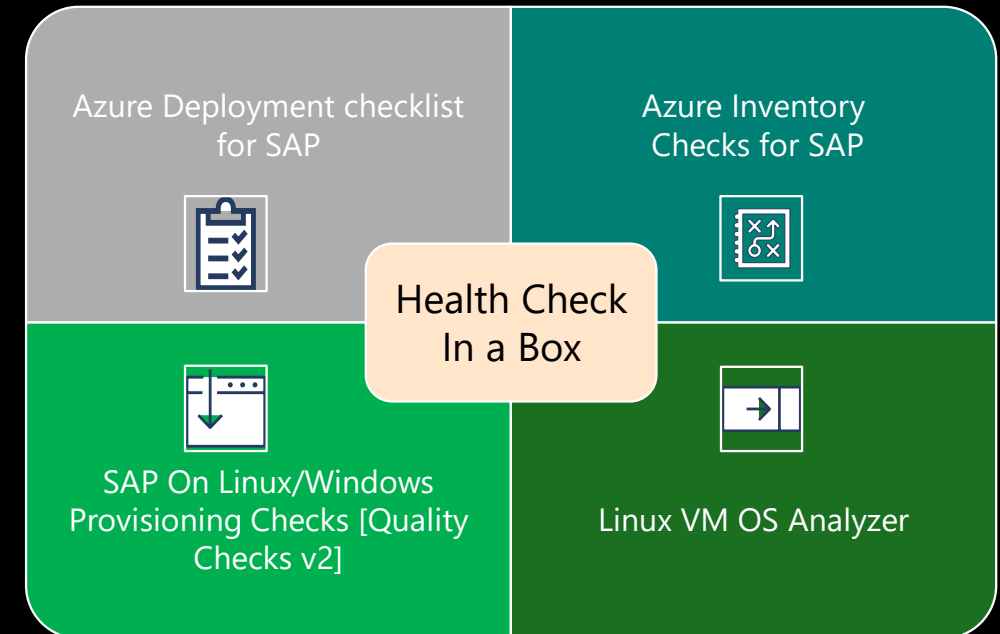 Azure Deployment checklist
for SAP
Azure Inventory
Checks for SAP
Health Check
In a Box
SAP On Linux/Windows
Provisioning Checks [Quality
Checks v2]
Linux VM OS Analyzer